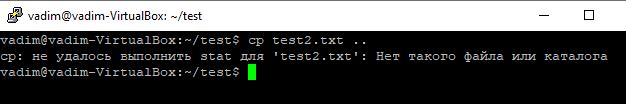 vadim@vadim-VirtualBox: ~/test
vadim@vadim-VirtualBox:~/test$ cp test2.txt ..
cp: не удалось выполнить stat для 'test2.txt': Нет такого файла или каталога
vadim@vadim-VirtualBox:~/test$